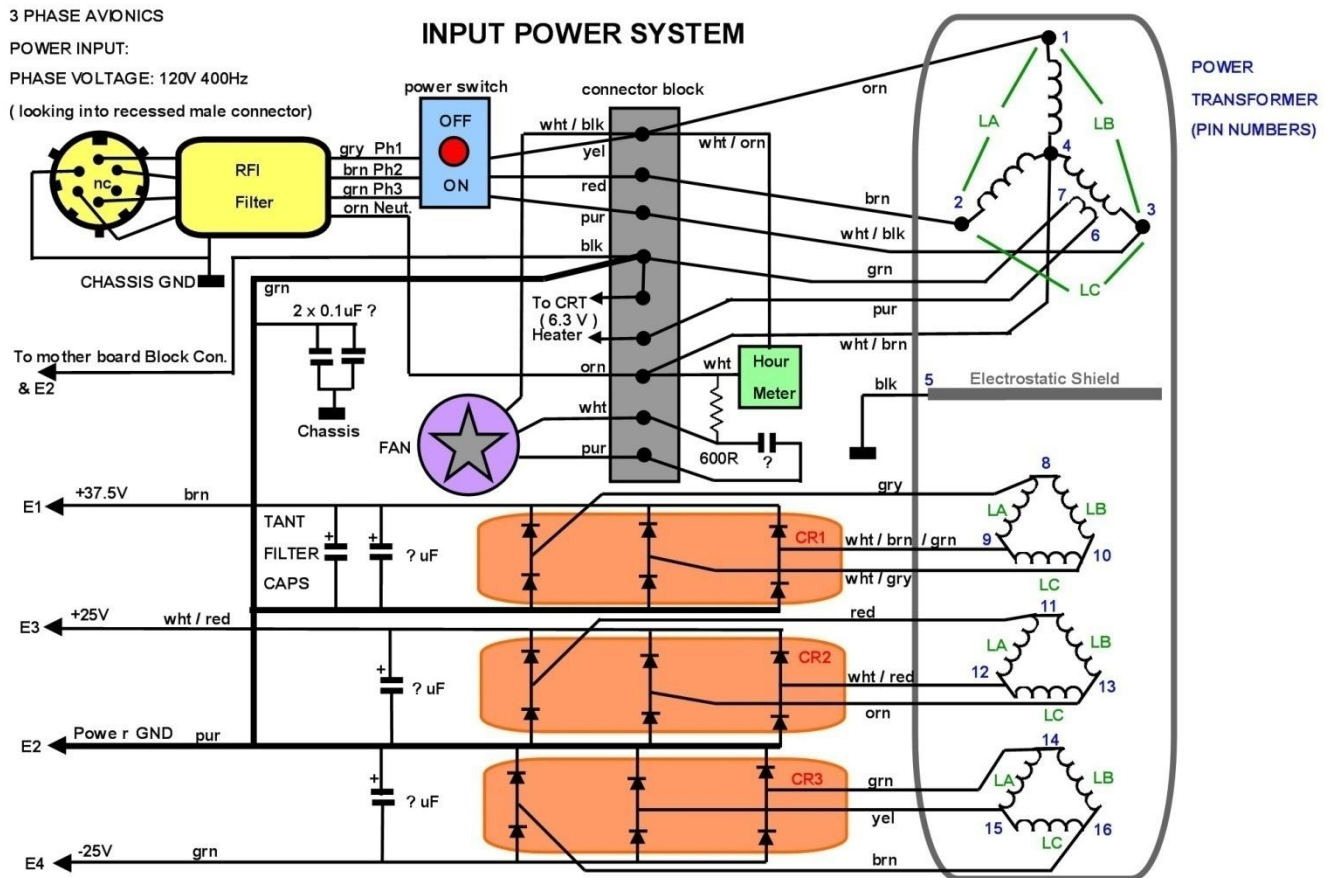 3 PHASE AVIONICS
POWER INPUT:
PHASE VOLTAGE: 120V 400Hz
( looking into recessed male connector)
INPUT POWER SYSTEM
POWER
TRANSFORMER
(PIN NUMBERS)
power switch
OFF
ON
connector block
nc
RFI
Filter
gry Ph1
brn Ph2
grn Ph3
orn Neut.
CHASSIS GND
wht / blk
yel
red
pur
blk
wht / orn
orn
brn
wht / blk
grn
pur
wht / brn
1
LA
LB
4
2
7
3
6
LC
grn
2 x 0.1uF ?
Chassis
To mother board Block Con.
& E2
To CRT
( 6.3 V )
Heater
orn
wht
pur
wht
Hour
Meter
600R
?
FAN
blk
5
Electrostatic Shield
E1
+37.5V
brn
TANT
FILTER
CAPS
+
+
? uF
CR1
gry
wht / brn / grn
wht / gry
8
LA
LB
9
10
LC
E3
+25V
wht / red
+
? uF
CR2
red
wht / red
orn
11
LA
LB
12
13
LC
E2
Powe r GND
pur
+
? uF
CR3
grn
yel
brn
14
LA
LB
15
16
LC
E4
-25V
grn